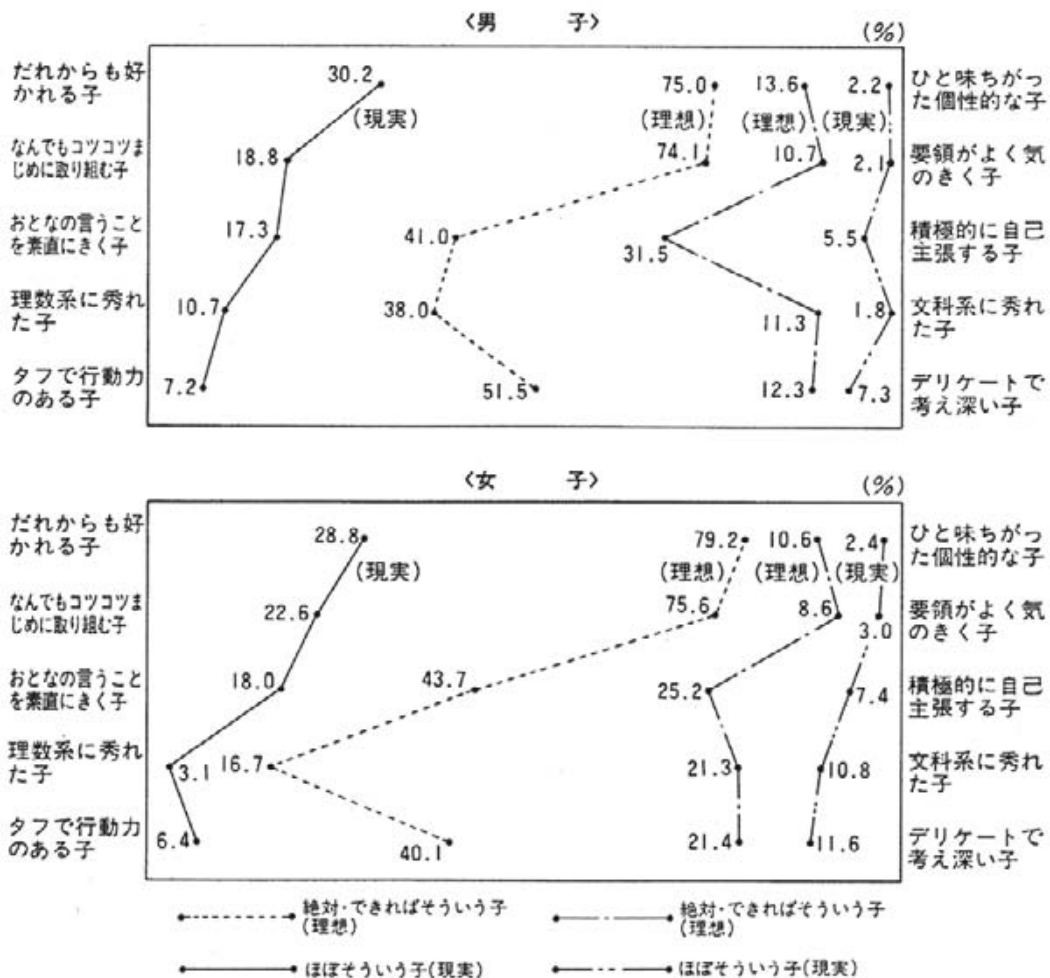 〈男　　子〉
(%)
だれからも好
かれる子
30.2
(現実)
75.0
(理想)
13.6
(理想)
2.2
(現実)
ひと味ちがっ
た個性的な子
なんでもコツコツま
じめに取り組む子
18.8
74.1
10.7
2.1
要領がよく気
のきく子
おとなの言うこと
を素直にきく子
17.3
41.0
31.5
5.5
積極的に自己
主張する子
理数系に秀れ
た子
10.7
38.0
11.3
1.8
文科系に秀れ
た子
タフで行動力
のある子
7.2
51.5
12.3
7.3
デリケートで
考え深い子
〈女　　子〉
(%)
だれからも好
かれる子
28.8
(現実)
79.2
(理想)
10.6
(理想)
2.4
(現実)
ひと味ちがっ
た個性的な子
なんでもコツコツま
じめに取り組む子
22.6
75.6
8.6
3.0
要領がよく気
のきく子
おとなの言うこと
を素直にきく子
18.0
43.7
25.2
7.4
積極的に自己
主張する子
理数系に秀れ
た子
3.1
16.7
21.3
10.8
文科系に秀れ
た子
タフで行動力
のある子
6.4
40.1
21.4
11.6
デリケートで
考え深い子
絶対・できればそういう子
(理想)
絶対・できればそういう子
(理想)
ほぼそういう子(現実)
ほぼそういう子(現実)